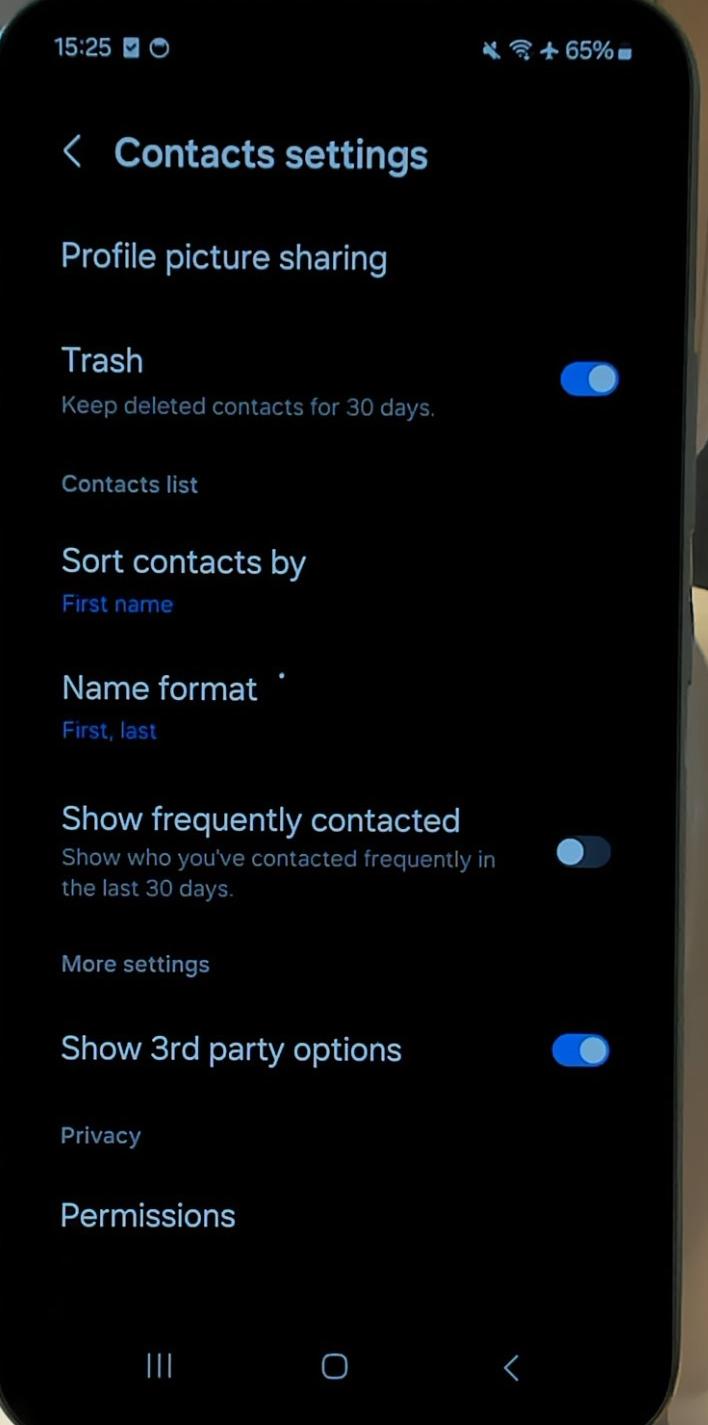 15:25 65%
Contacts settings
Profile picture sharing
Trash
Keep deleted contacts for 30 days.
Contacts list
Sort contacts by
First name
Name format
First, last
Show frequently contacted
Show who you've contacted frequently in
the last 30 days.
More settings
Show 3rd party options
Privacy
Permissions